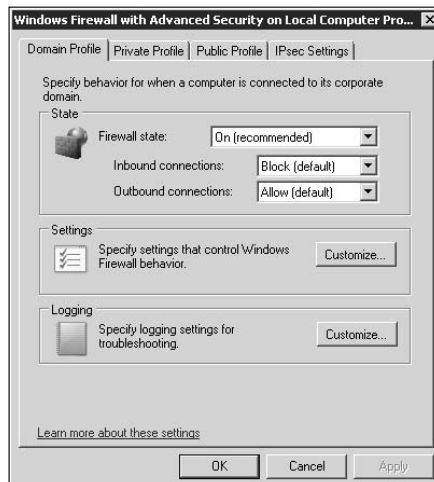 Windows Firewall with Advanced Security on Local Computer Pro...
Domain Profile
Private Profile
Public Profile
IPsec Settings
Specify behavior for when a computer is connected to its corporate
domain.
State
Firewall state:
On (recommended)
Inbound connections:
Block (default)
Outbound connections:
Allow (default)
Settings
Specify settings that control Windows
Firewall behavior.
Customize...
Logging
Specify logging settings for
troubleshooting.
Customize...
Learn more about these settings
OK
Cancel
Apply